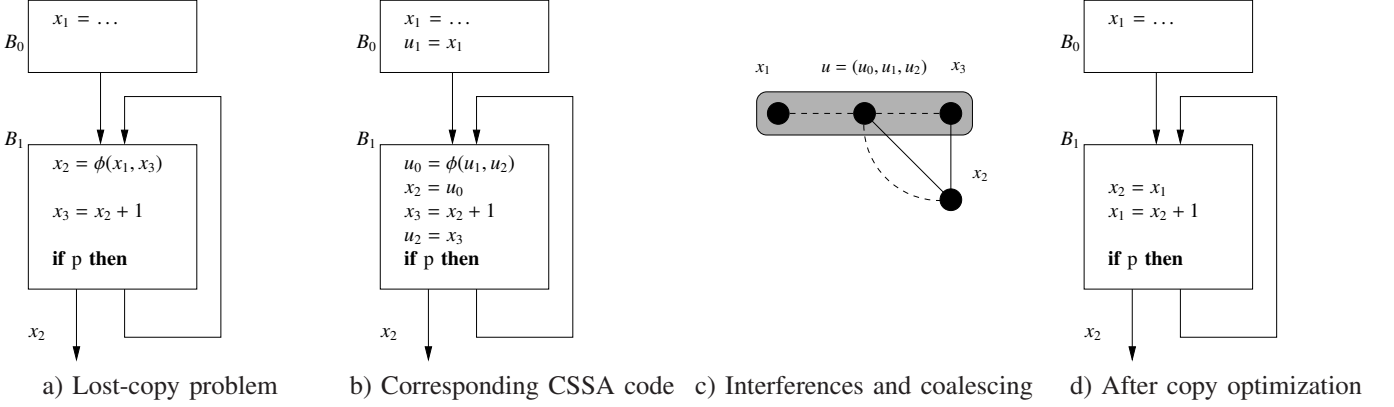 x₁ = …
B₀
B₁
x₂ = ϕ(x₁, x₃)
x₃ = x₂ + 1
if p then
x₂
a) Lost-copy problem
x₁ = …
u₁ = x₁
B₀
B₁
u₀ = ϕ(u₁, u₂)
x₂ = u₀
x₃ = x₂ + 1
u₂ = x₃
if p then
x₂
b) Corresponding CSSA code
x₁ u = (u₀, u₁, u₂) x₃
x₂
c) Interferences and coalescing
x₁ = …
B₀
B₁
x₂ = x₁
x₁ = x₂ + 1
if p then
x₂
d) After copy optimization